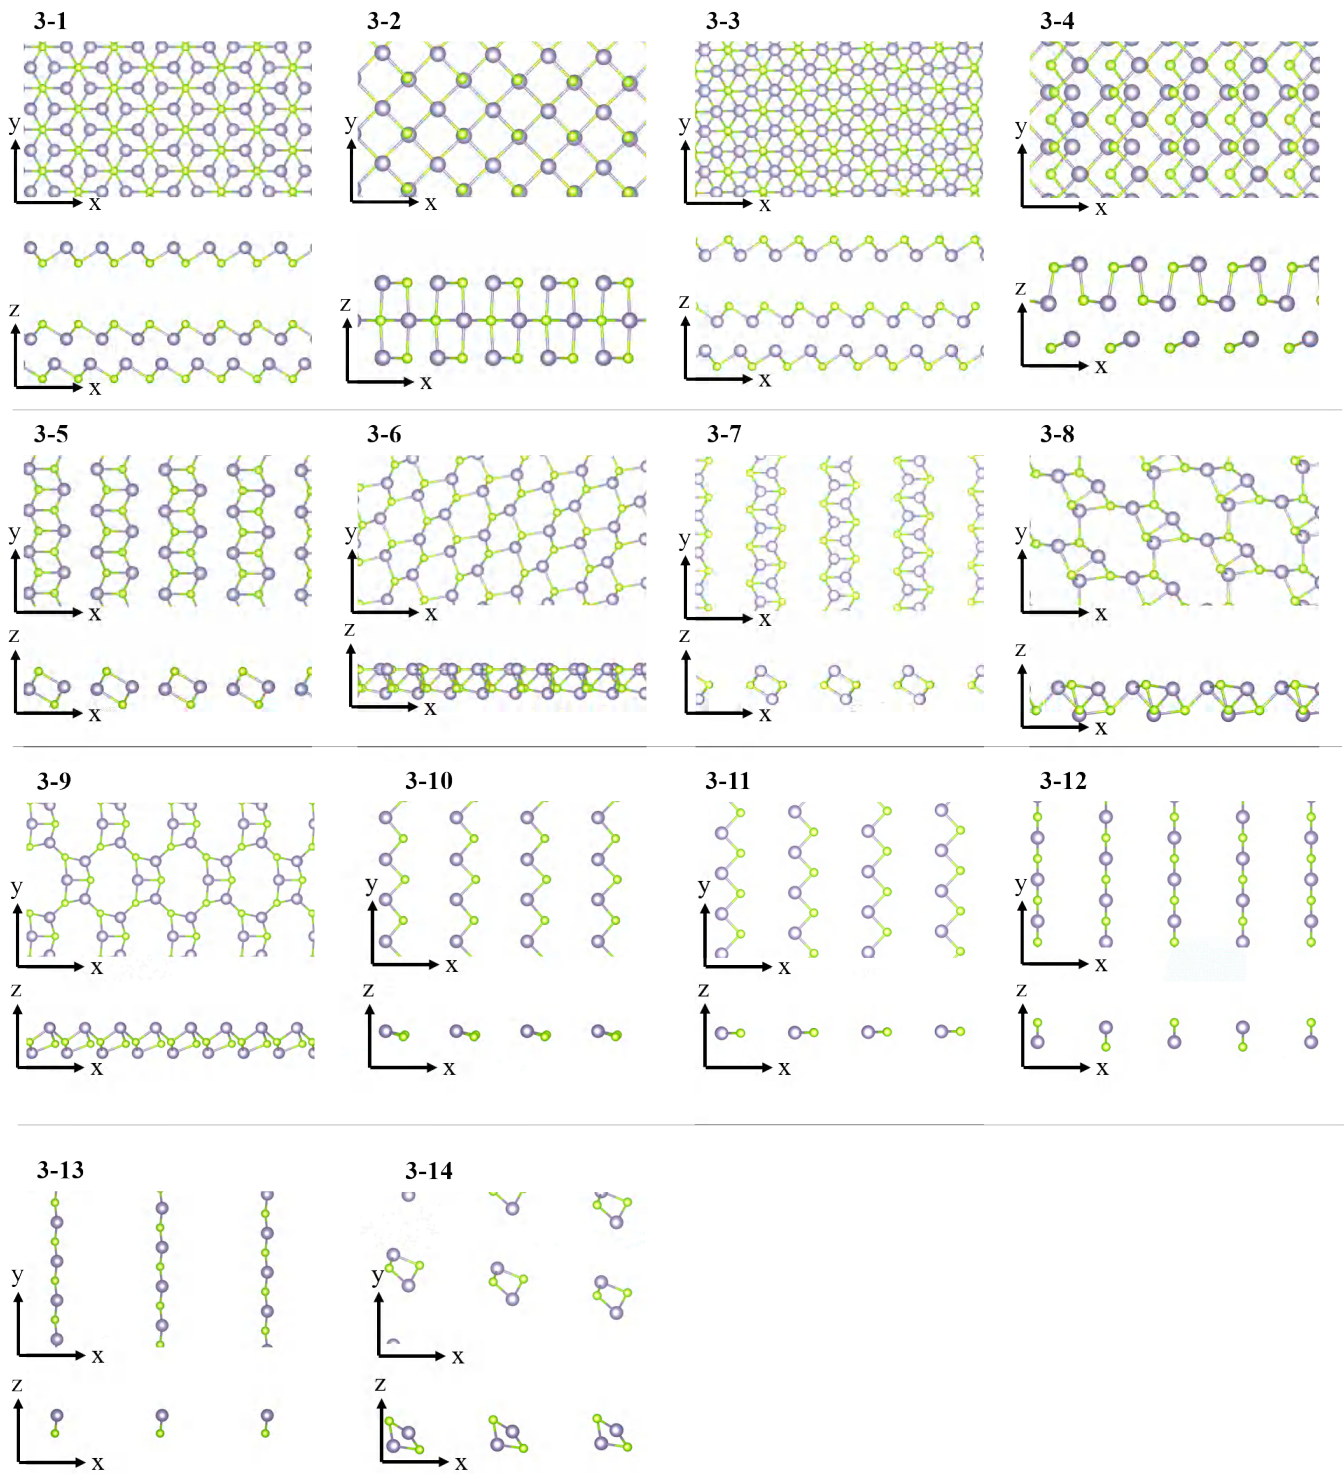 3-1 3-2 3-3 3-4
y y y y
x x x x
z z z z
x x x x
3-5 3-6 3-7 3-8
y y y y
x x x x
z z z z
x x x x
3-9 3-10 3-11 3-12
y y y y
x x x x
z z z z
x x x x
3-13 3-14
y y
x x
z z
x x